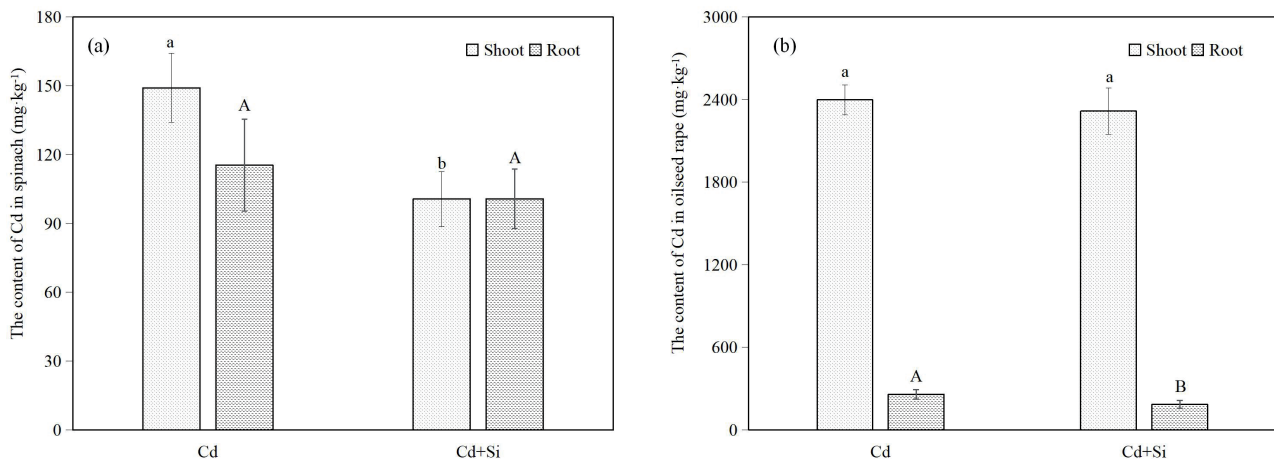 (a)
The content of Cd in spinach (mg·kg⁻¹)
180
150
120
90
60
30
0
Shoot Root
a
A
b
A
Cd Cd+Si
(b)
The content of Cd in oilseed rape (mg·kg⁻¹)
3000
2400
1800
1200
600
0
Shoot Root
a
A
a
B
Cd Cd+Si